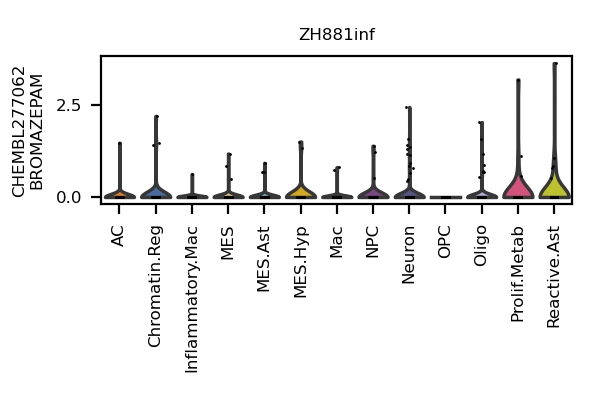 ZH881inf
CHEMBL277062
BROMAZEPAM
2.5
0.0
AC
Chromatin.Reg
Inflammatory.Mac
MES
MES.Ast
MES.Hyp
Mac
NPC
Neuron
OPC
Oligo
Prolif.Metab
Reactive.Ast